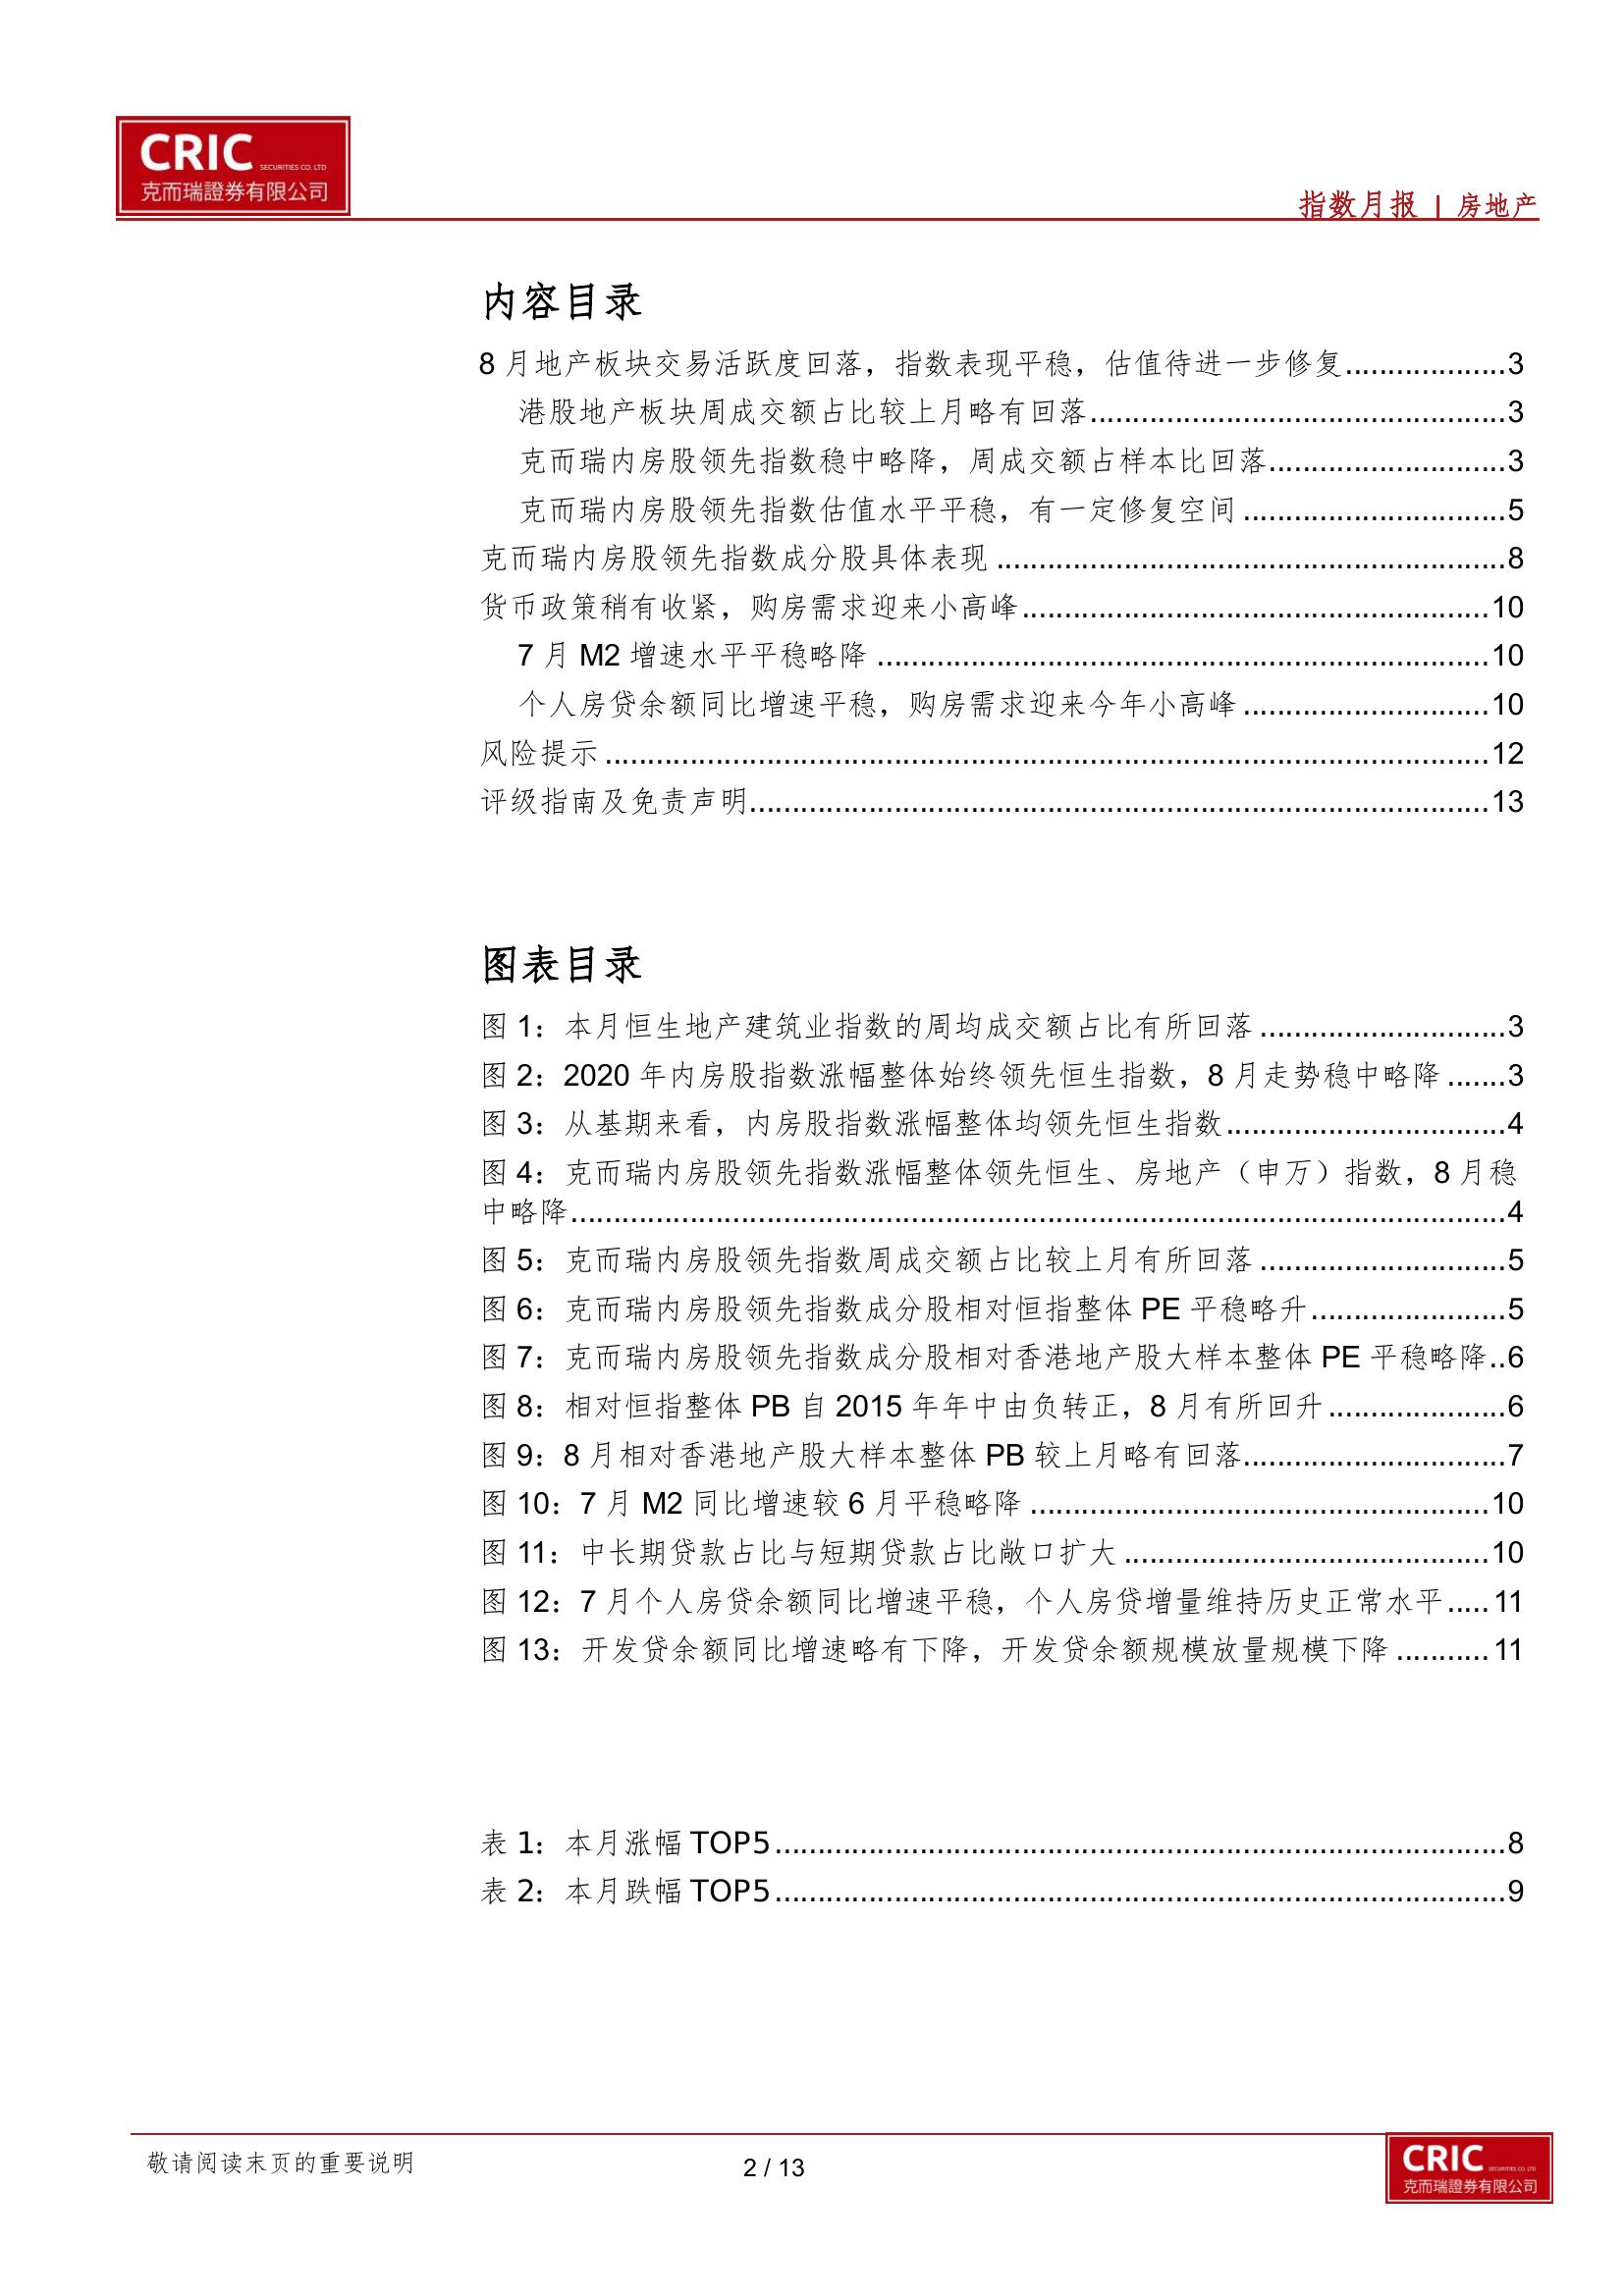 CRIC SECURITIES CO. LTD
克而瑞證券有限公司
指数月报 | 房地产
内容目录
8 月地产板块交易活跃度回落，指数表现平稳，估值待进一步修复...................3
港股地产板块周成交额占比较上月略有回落.................................................3
克而瑞内房股领先指数稳中略降，周成交额占样本比回落............................3
克而瑞内房股领先指数估值水平平稳，有一定修复空间...............................5
克而瑞内房股领先指数成分股具体表现............................................................8
货币政策稍有收紧，购房需求迎来小高峰.......................................................10
7 月 M2 增速水平平稳略降........................................................................10
个人房贷余额同比增速平稳，购房需求迎来今年小高峰.............................10
风险提示........................................................................................................12
评级指南及免责声明.......................................................................................13
图表目录
图 1：本月恒生地产建筑业指数的周均成交额占比有所回落.............................3
图 2：2020 年内房股指数涨幅整体始终领先恒生指数，8 月走势稳中略降.......3
图 3：从基期来看，内房股指数涨幅整体均领先恒生指数.................................4
图 4：克而瑞内房股领先指数涨幅整体领先恒生、房地产（申万）指数，8 月稳
中略降..............................................................................................................4
图 5：克而瑞内房股领先指数周成交额占比较上月有所回落.............................5
图 6：克而瑞内房股领先指数成分股相对恒指整体 PE 平稳略升.......................5
图 7：克而瑞内房股领先指数成分股相对香港地产股大样本整体 PE 平稳略降..6
图 8：相对恒指整体 PB 自 2015 年年中由负转正，8 月有所回升.....................6
图 9：8 月相对香港地产股大样本整体 PB 较上月略有回落...............................7
图 10：7 月 M2 同比增速较 6 月平稳略降......................................................10
图 11：中长期贷款占比与短期贷款占比敞口扩大...........................................10
图 12：7 月个人房贷余额同比增速平稳，个人房贷增量维持历史正常水平.....11
图 13：开发贷余额同比增速略有下降，开发贷余额规模放量规模下降...........11
表 1：本月涨幅 TOP5......................................................................................8
表 2：本月跌幅 TOP5......................................................................................9
敬请阅读末页的重要说明
2 / 13
CRIC SECURITIES CO. LTD
克而瑞證券有限公司